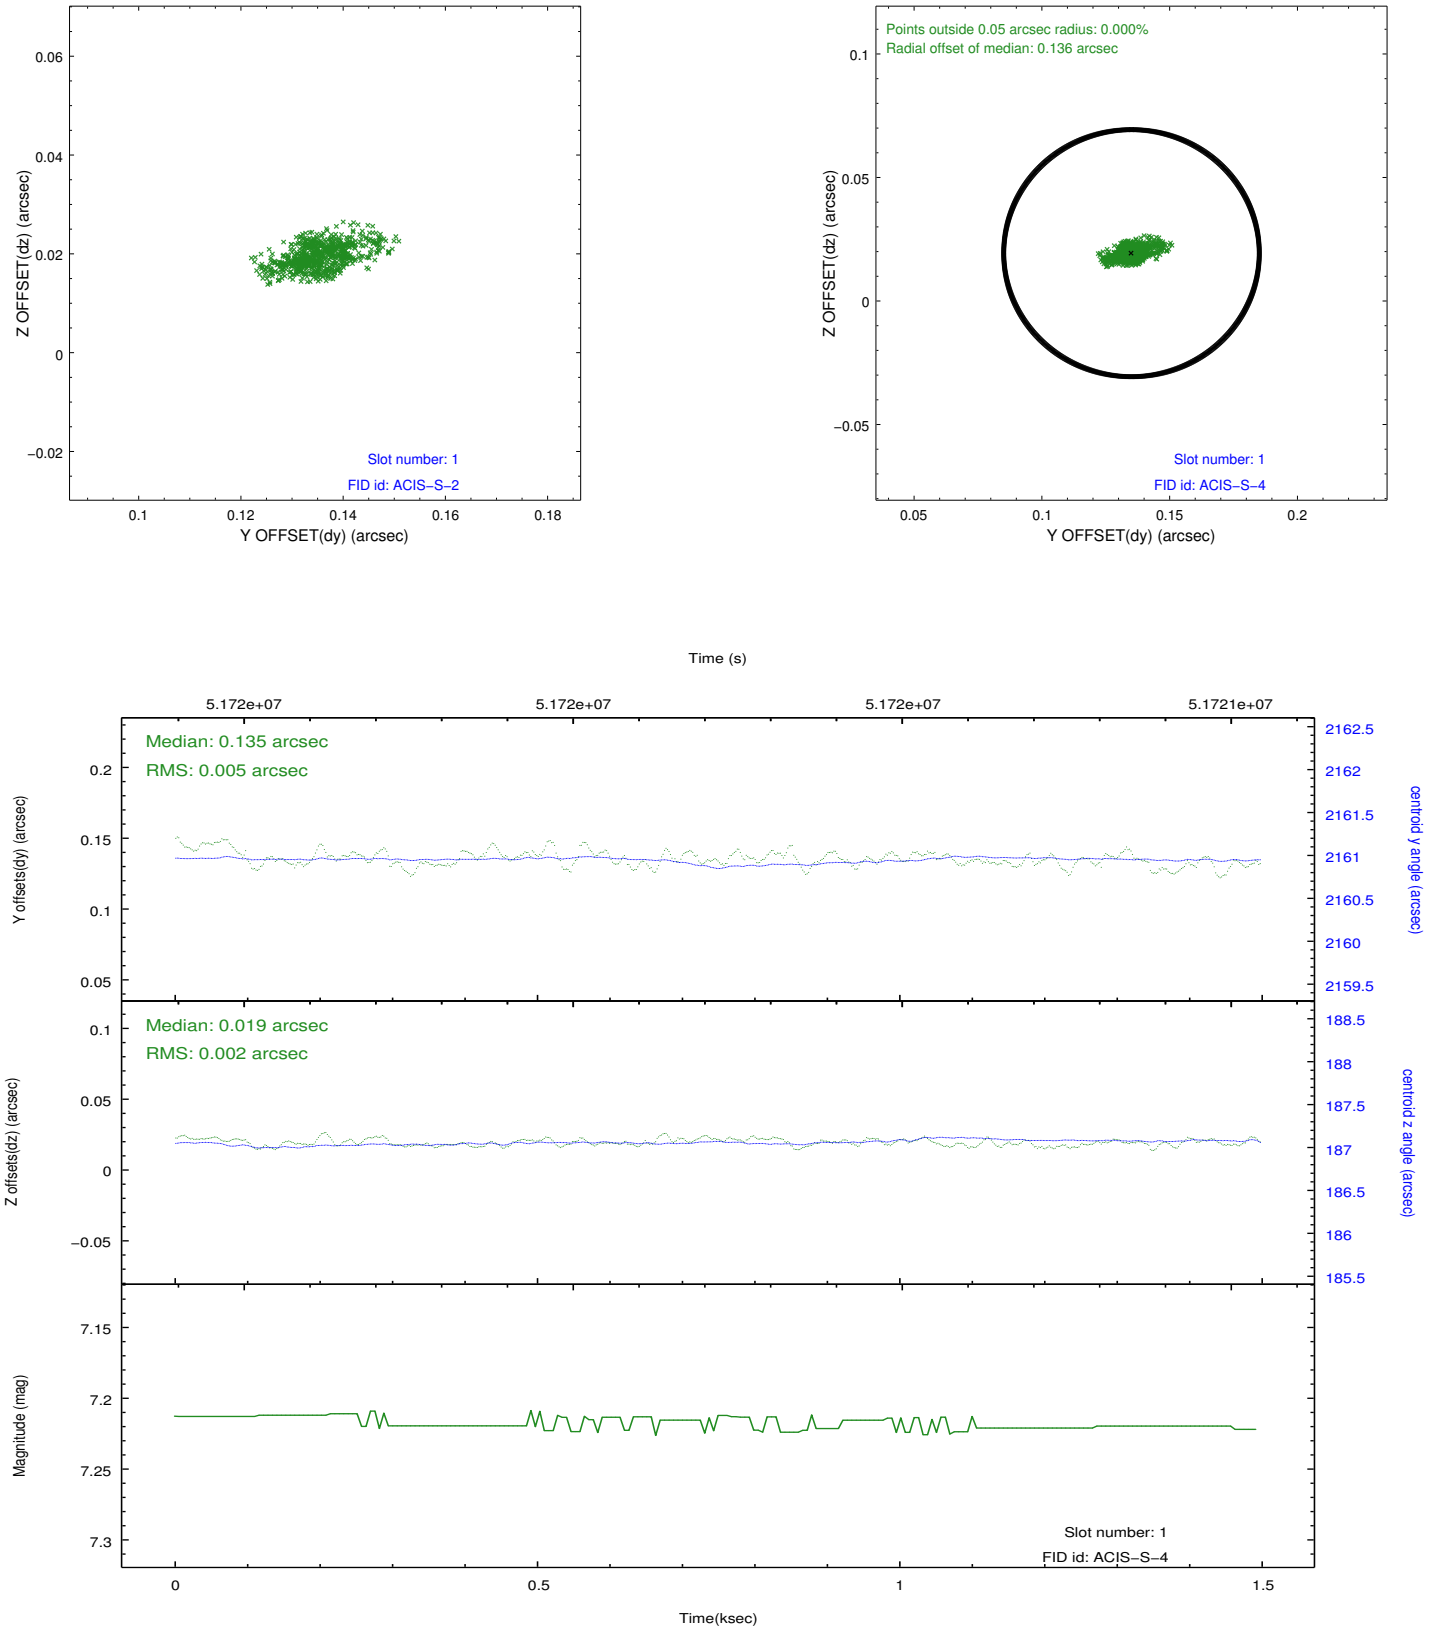 0.06
0.04
0.02
0
−0.02
Z OFFSET(dz) (arcsec)
Slot number: 1
FID id: ACIS−S−2
0.1
0.12
0.14
0.16
0.18
Y OFFSET(dy) (arcsec)
Points outside 0.05 arcsec radius: 0.000%
Radial offset of median: 0.136 arcsec
0.1
0.05
0
−0.05
Z OFFSET(dz) (arcsec)
Slot number: 1
FID id: ACIS−S−4
0.05
0.1
0.15
0.2
Y OFFSET(dy) (arcsec)
Time (s)
5.172e+07
5.172e+07
5.172e+07
5.1721e+07
Median: 0.135 arcsec
RMS: 0.005 arcsec
0.2
0.15
0.1
0.05
Y offsets(dy) (arcsec)
2162.5
2162
2161.5
2161
2160.5
2160
2159.5
centroid y angle (arcsec)
Median: 0.019 arcsec
RMS: 0.002 arcsec
0.1
0.05
0
−0.05
Z offsets(dz) (arcsec)
188.5
188
187.5
187
186.5
186
185.5
centroid z angle (arcsec)
7.15
7.2
7.25
7.3
Magnitude (mag)
Slot number: 1
FID id: ACIS−S−4
0
0.5
1
1.5
Time(ksec)